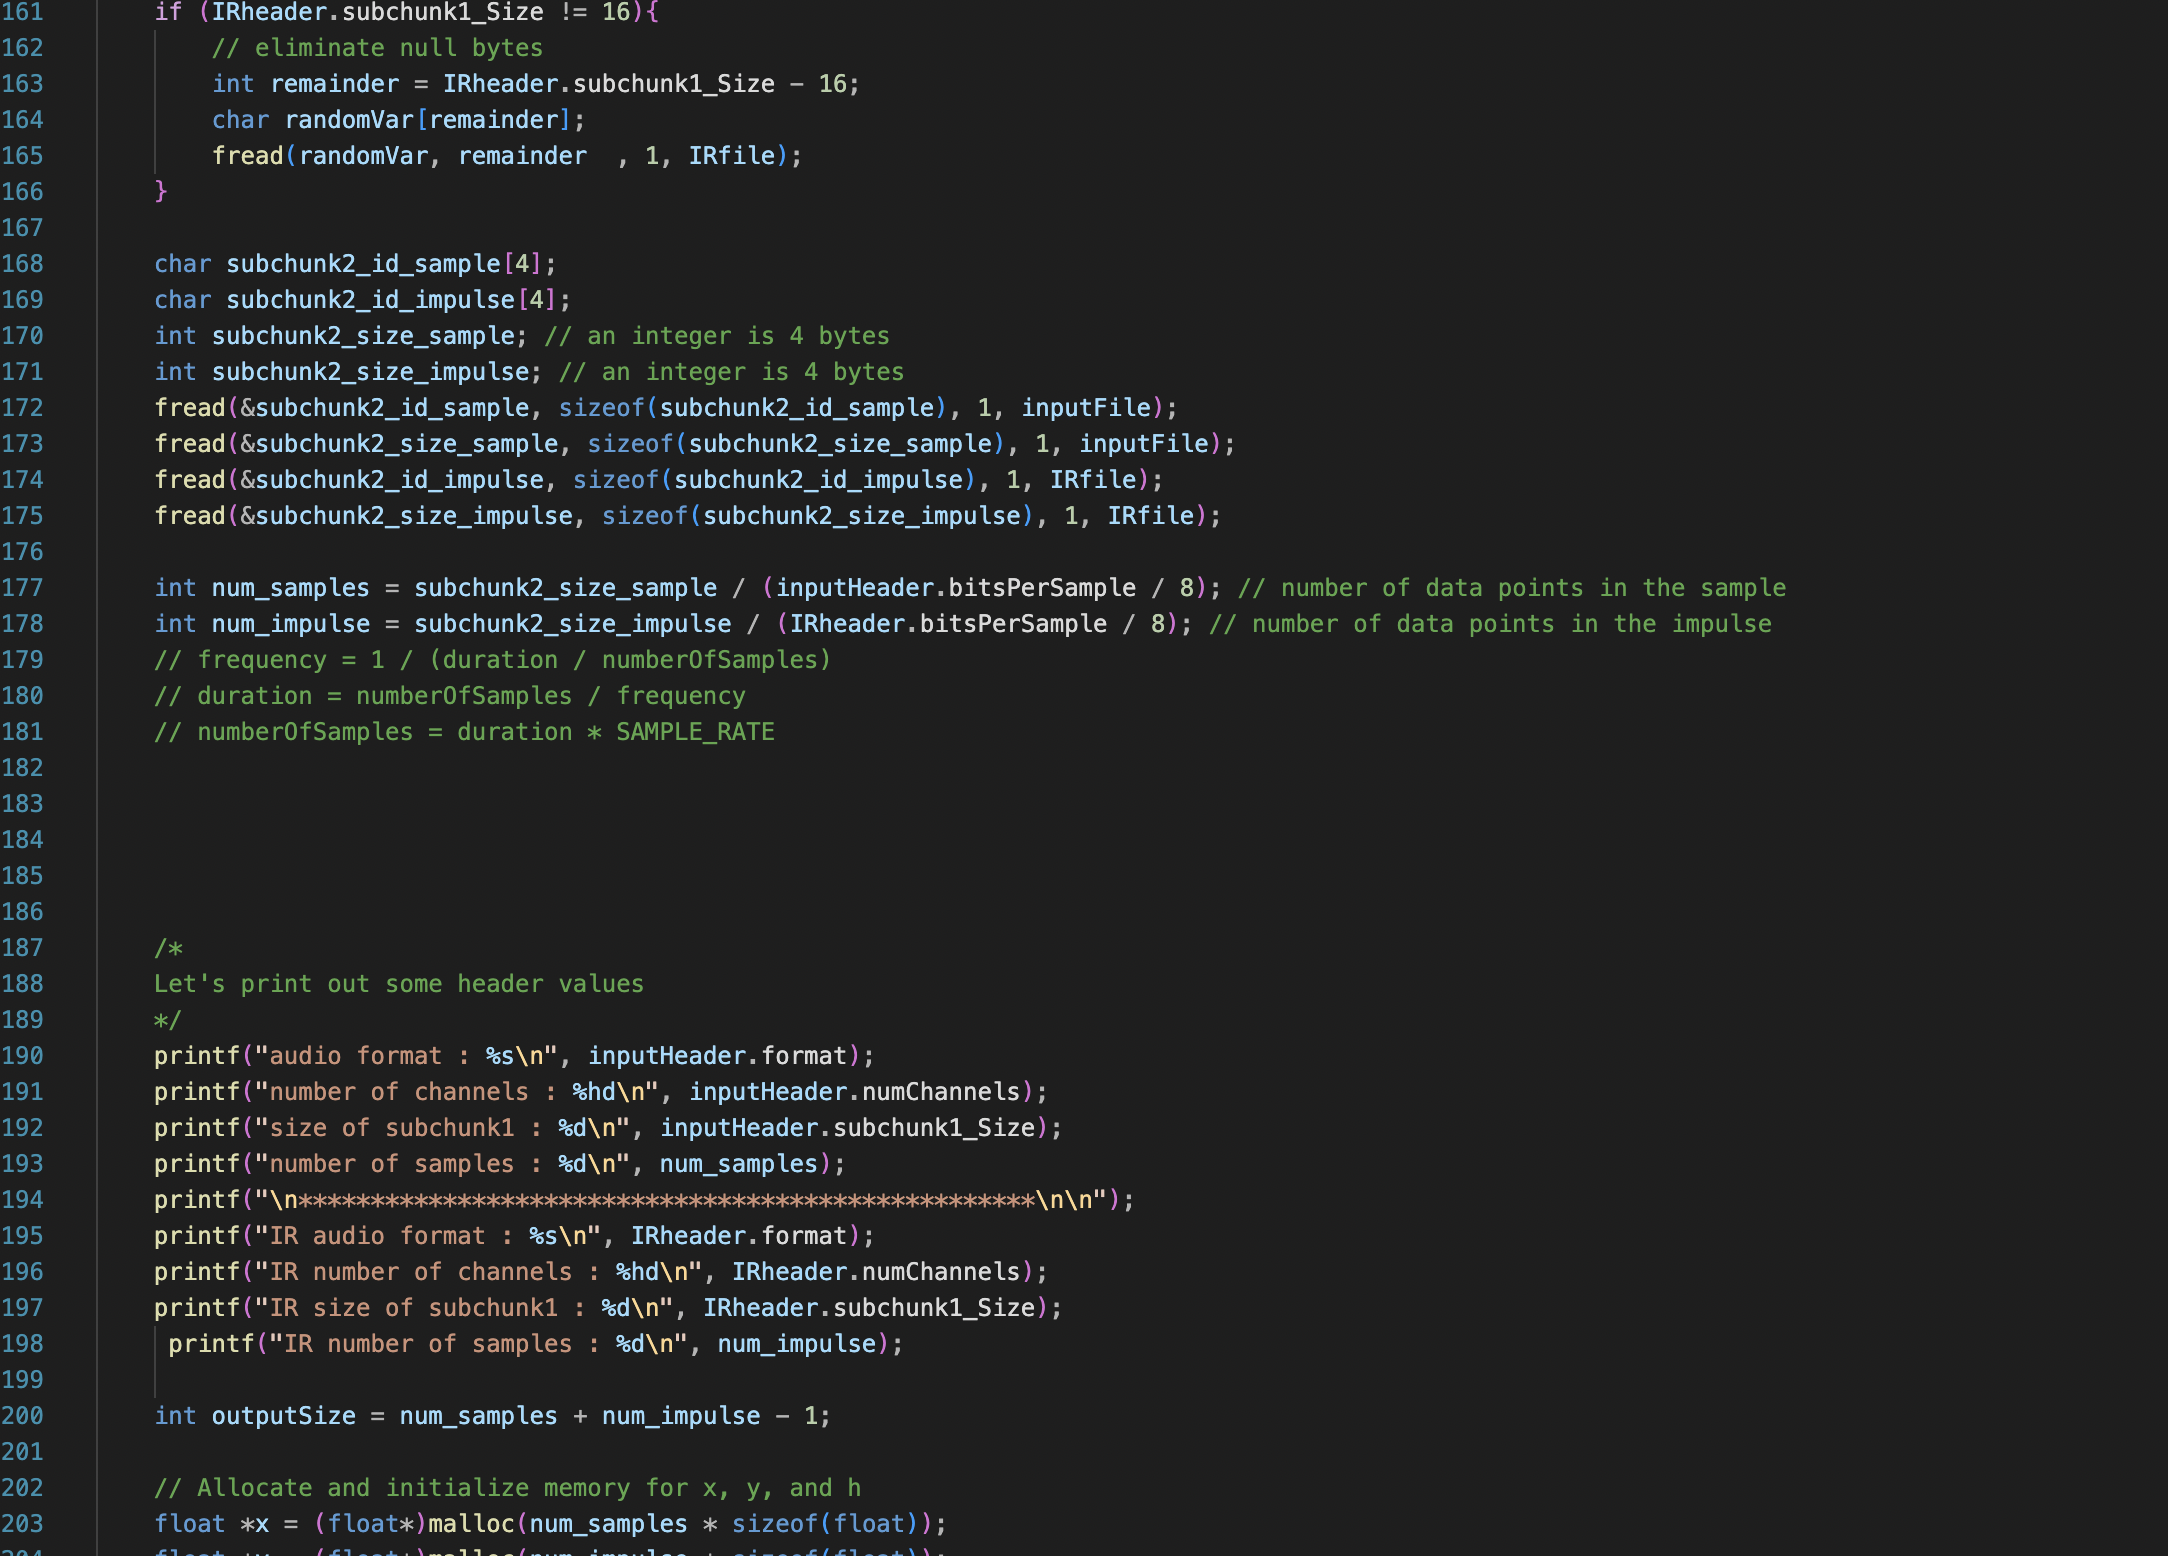 161 if (IRheader.subchunk1_Size != 16){
162 // eliminate null bytes
163 int remainder = IRheader.subchunk1_Size - 16;
164 char randomVar[remainder];
165 fread(randomVar, remainder  , 1, IRfile);
166 }
167
168 char subchunk2_id_sample[4];
169 char subchunk2_id_impulse[4];
170 int subchunk2_size_sample; // an integer is 4 bytes
171 int subchunk2_size_impulse; // an integer is 4 bytes
172 fread(&subchunk2_id_sample, sizeof(subchunk2_id_sample), 1, inputFile);
173 fread(&subchunk2_size_sample, sizeof(subchunk2_size_sample), 1, inputFile);
174 fread(&subchunk2_id_impulse, sizeof(subchunk2_id_impulse), 1, IRfile);
175 fread(&subchunk2_size_impulse, sizeof(subchunk2_size_impulse), 1, IRfile);
176
177 int num_samples = subchunk2_size_sample / (inputHeader.bitsPerSample / 8); // number of data points in the sample
178 int num_impulse = subchunk2_size_impulse / (IRheader.bitsPerSample / 8); // number of data points in the impulse
179 // frequency = 1 / (duration / numberOfSamples)
180 // duration = numberOfSamples / frequency
181 // numberOfSamples = duration * SAMPLE_RATE
182
183
184
185
186
187 /*
188 Let's print out some header values
189 */
190 printf("audio format : %s\n", inputHeader.format);
191 printf("number of channels : %hd\n", inputHeader.numChannels);
192 printf("size of subchunk1 : %d\n", inputHeader.subchunk1_Size);
193 printf("number of samples : %d\n", num_samples);
194 printf("\n***************************************************\n\n");
195 printf("IR audio format : %s\n", IRheader.format);
196 printf("IR number of channels : %hd\n", IRheader.numChannels);
197 printf("IR size of subchunk1 : %d\n", IRheader.subchunk1_Size);
198 printf("IR number of samples : %d\n", num_impulse);
199
200 int outputSize = num_samples + num_impulse - 1;
201
202 // Allocate and initialize memory for x, y, and h
203 float *x = (float*)malloc(num_samples * sizeof(float));